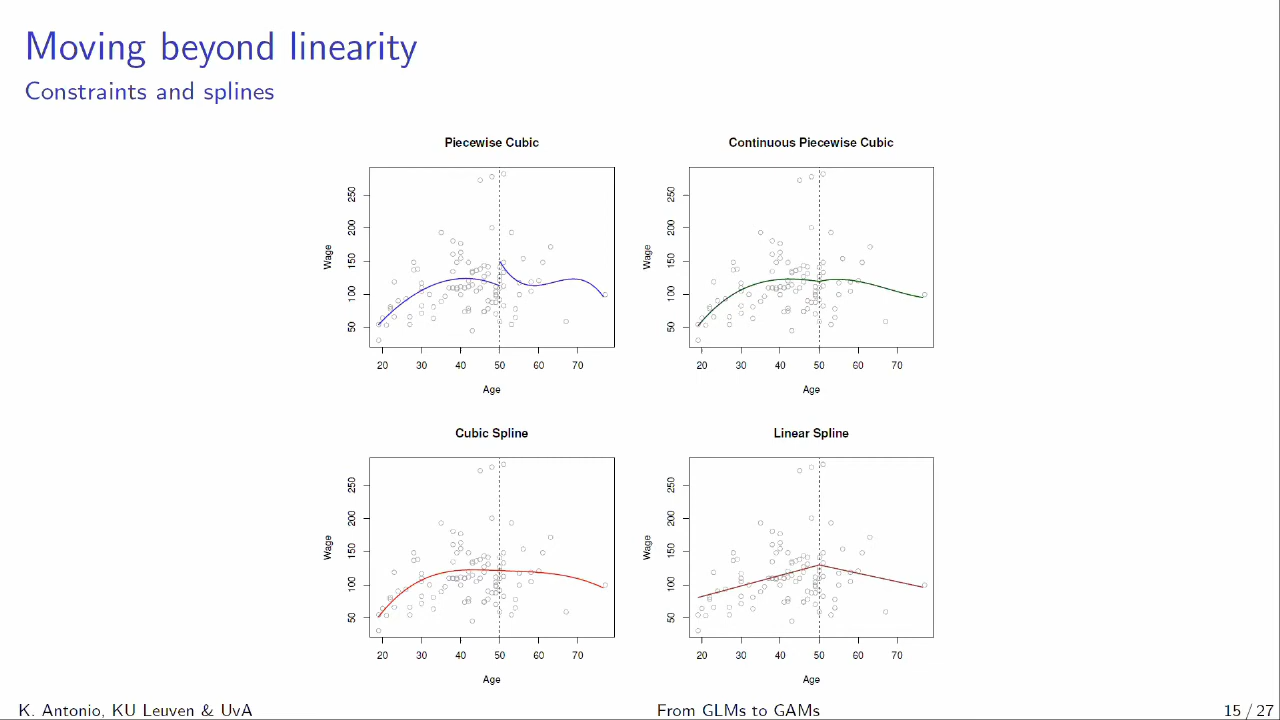 Moving beyond linearity
Constraints and splines
Piecewise Cubic
Wage
50 100 150 200 250
20 30 40 50 60 70
Age
Continuous Piecewise Cubic
Wage
50 100 150 200 250
20 30 40 50 60 70
Age
Cubic Spline
Wage
50 100 150 200 250
20 30 40 50 60 70
Age
Linear Spline
Wage
50 100 150 200 250
20 30 40 50 60 70
Age
K. Antonio, KU Leuven & UvA From GLMs to GAMs 15 / 27